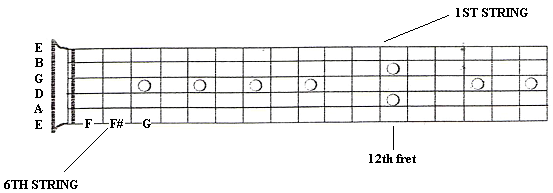 1ST STRING
E
B
G
D
A
E F F# G
12th fret
6TH STRING